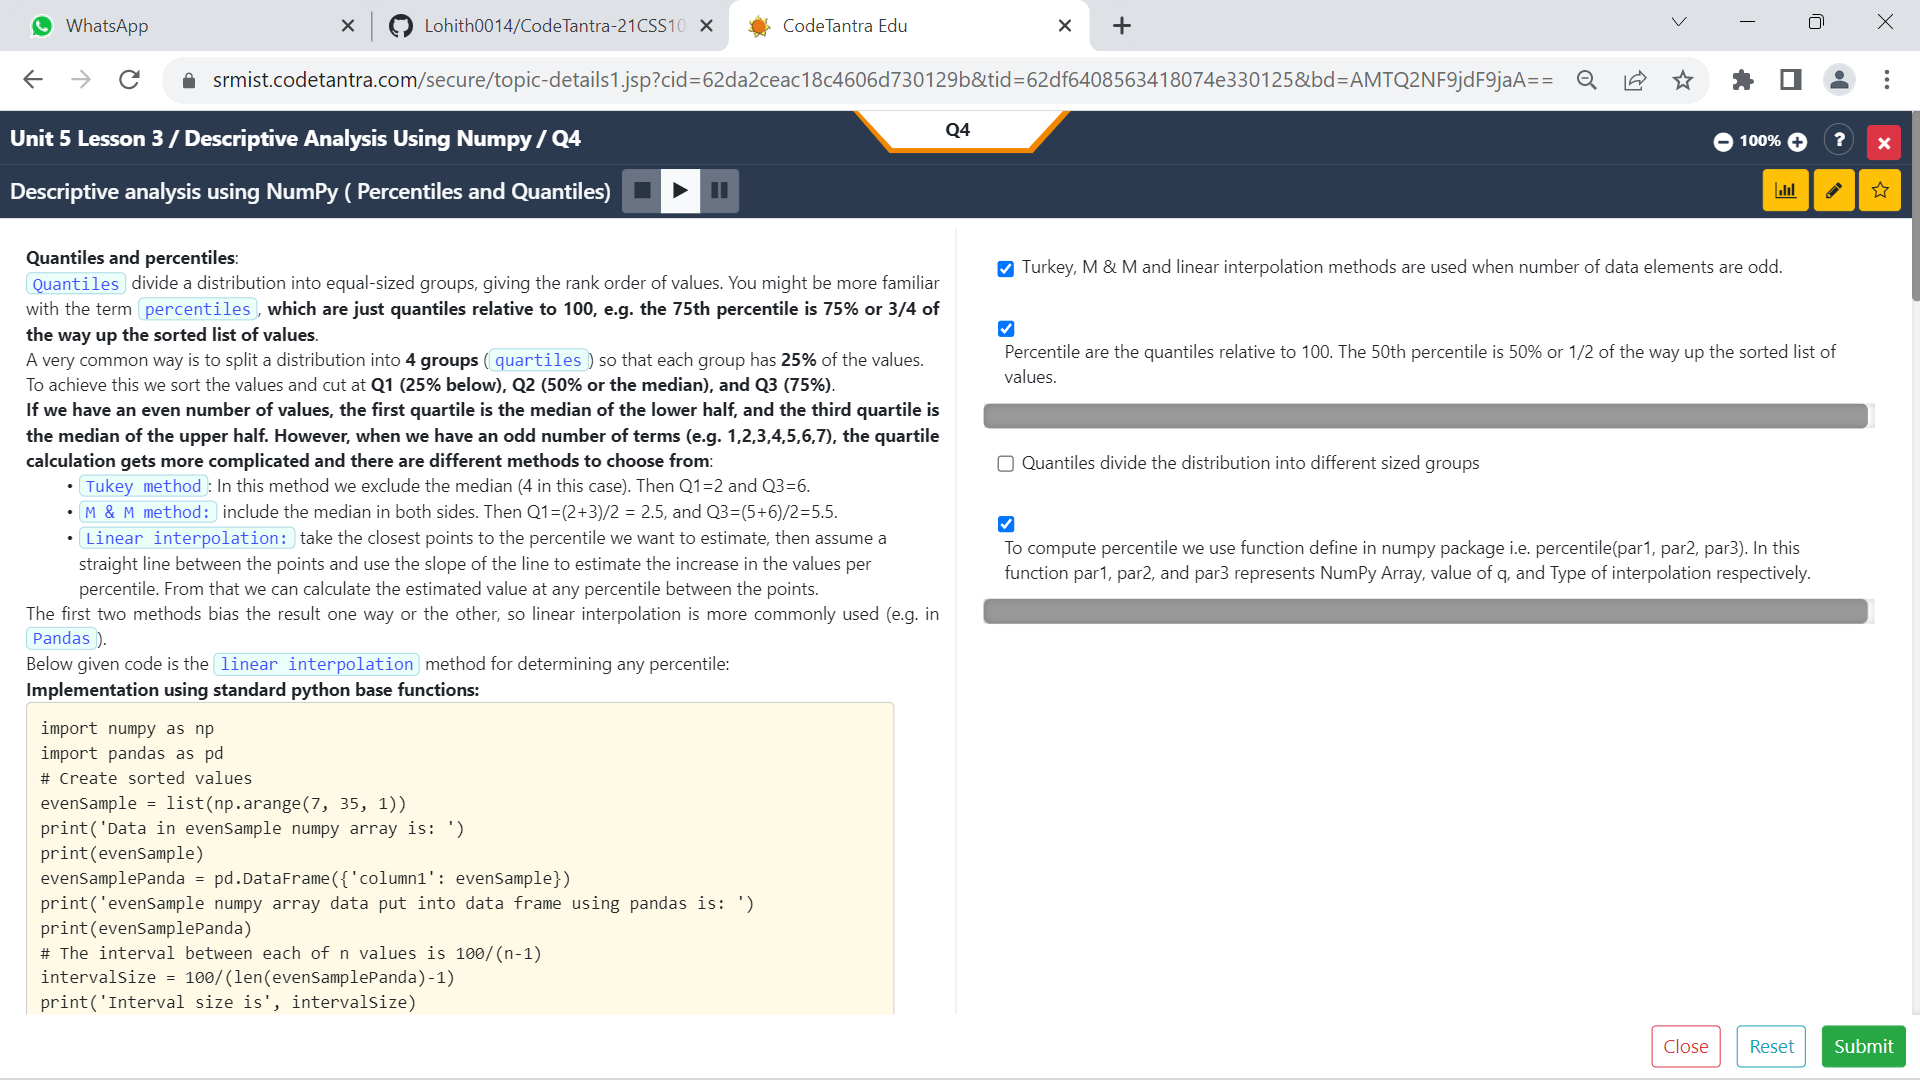 WhatsApp
Lohith0014/CodeTantra-21CSS10
CodeTantra Edu
srmist.codetantra.com/secure/topic-details1.jsp?cid=62da2ceac18c4606d730129b&tid=62df6408563418074e330125&bd=AMTQ2NF9jdF9jaA==
Unit 5 Lesson 3 / Descriptive Analysis Using Numpy / Q4
Q4
100%
?
Descriptive analysis using NumPy ( Percentiles and Quantiles)
Quantiles and percentiles:
Quantiles divide a distribution into equal-sized groups, giving the rank order of values. You might be more familiar
with the term percentiles, which are just quantiles relative to 100, e.g. the 75th percentile is 75% or 3/4 of
the way up the sorted list of values.
A very common way is to split a distribution into 4 groups (quartiles) so that each group has 25% of the values.
To achieve this we sort the values and cut at Q1 (25% below), Q2 (50% or the median), and Q3 (75%).
If we have an even number of values, the first quartile is the median of the lower half, and the third quartile is
the median of the upper half. However, when we have an odd number of terms (e.g. 1,2,3,4,5,6,7), the quartile
calculation gets more complicated and there are different methods to choose from:
• Tukey method: In this method we exclude the median (4 in this case). Then Q1=2 and Q3=6.
• M & M method: include the median in both sides. Then Q1=(2+3)/2 = 2.5, and Q3=(5+6)/2=5.5.
• Linear interpolation: take the closest points to the percentile we want to estimate, then assume a
straight line between the points and use the slope of the line to estimate the increase in the values per
percentile. From that we can calculate the estimated value at any percentile between the points.
The first two methods bias the result one way or the other, so linear interpolation is more commonly used (e.g. in
Pandas).
Below given code is the linear interpolation method for determining any percentile:
Implementation using standard python base functions:
import numpy as np
import pandas as pd
# Create sorted values
evenSample = list(np.arange(7, 35, 1))
print('Data in evenSample numpy array is: ')
print(evenSample)
evenSamplePanda = pd.DataFrame({'column1': evenSample})
print('evenSample numpy array data put into data frame using pandas is: ')
print(evenSamplePanda)
# The interval between each of n values is 100/(n-1)
intervalSize = 100/(len(evenSamplePanda)-1)
print('Interval size is', intervalSize)
Turkey, M & M and linear interpolation methods are used when number of data elements are odd.
Percentile are the quantiles relative to 100. The 50th percentile is 50% or 1/2 of the way up the sorted list of
values.
Quantiles divide the distribution into different sized groups
To compute percentile we use function define in numpy package i.e. percentile(par1, par2, par3). In this
function par1, par2, and par3 represents NumPy Array, value of q, and Type of interpolation respectively.
Close
Reset
Submit